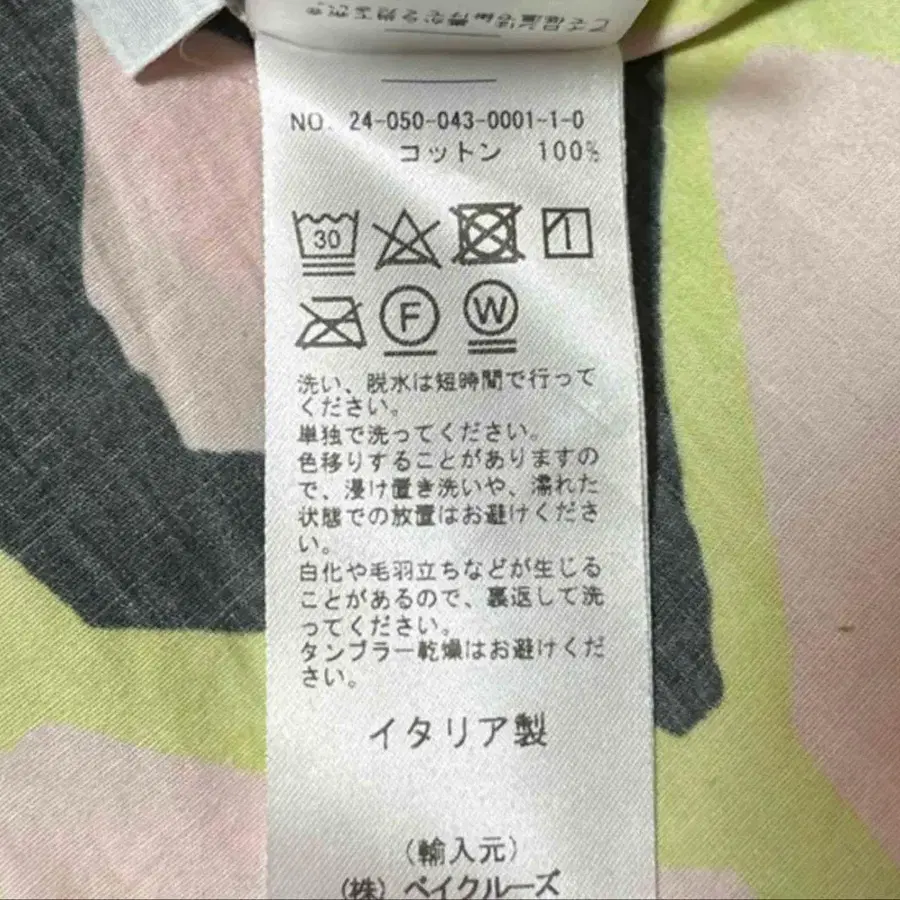 NO. 24-050-043-0001-1-0
コットン 100%
30
F W
洗い、脱水は短時間で行って
ください。
単独で洗ってください。
色移りすることがありますの
で、浸け置き洗いや、濡れた
状態での放置はお避けくださ
い。
白化や毛羽立ちなどが生じる
ことがあるので、裏返して洗
ってください。
タンブラー乾燥はお避けくだ
さい。
イタリア製
(輸入元)
(株) ベイクルーズ